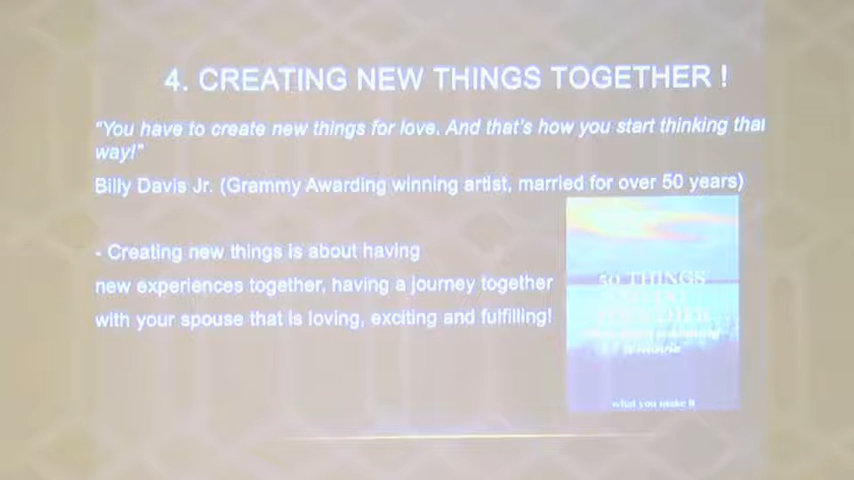 4. CREATING NEW THINGS TOGETHER !
"You have to create new things for love. And that's how you start thinking that
way!"
Billy Davis Jr. (Grammy Awarding winning artist, married for over 50 years)
- Creating new things is about having
new experiences together, having a journey together
with your spouse that is loving, exciting and fulfilling!
50 THINGS
what you make it